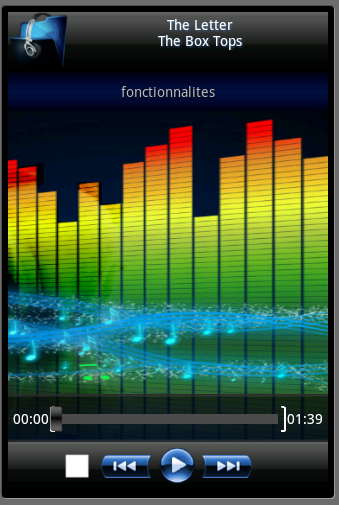 The Letter
The Box Tops
fonctionnalites
00:00
01:39